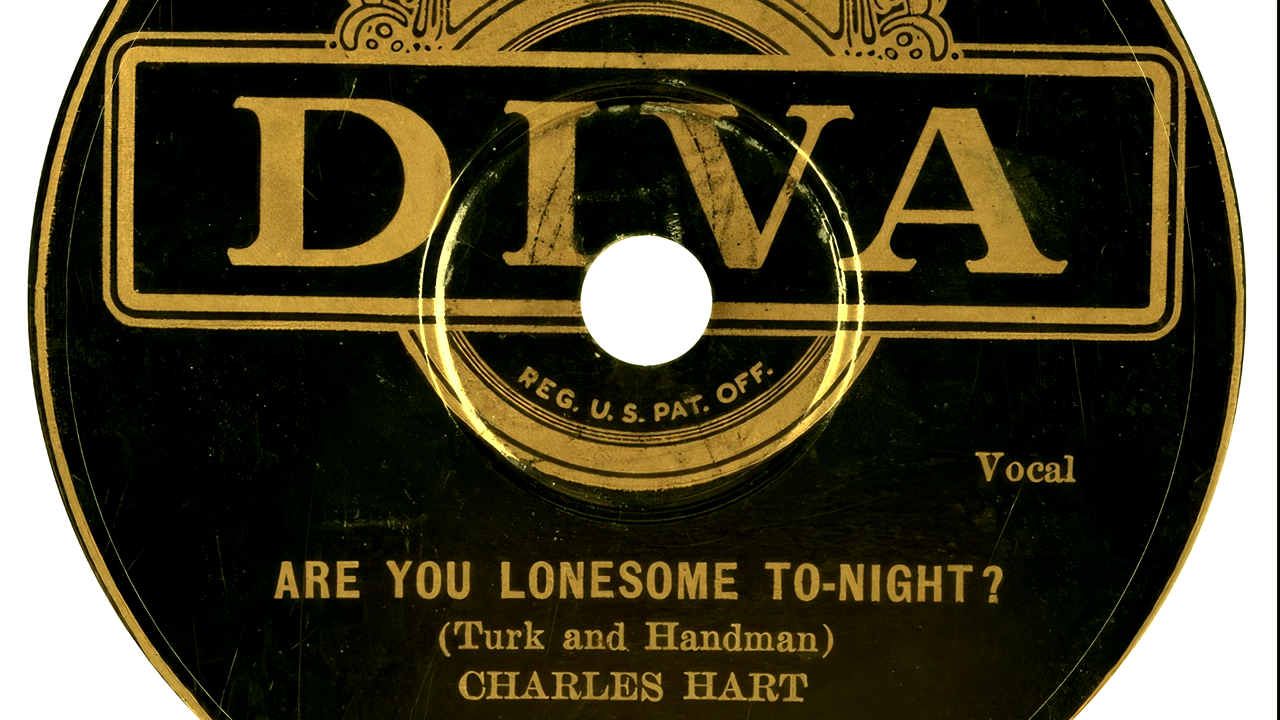 DIVA
REG. U. S. PAT. OFF.
Vocal
ARE YOU LONESOME TO-NIGHT?
(Turk and Handman)
CHARLES HART